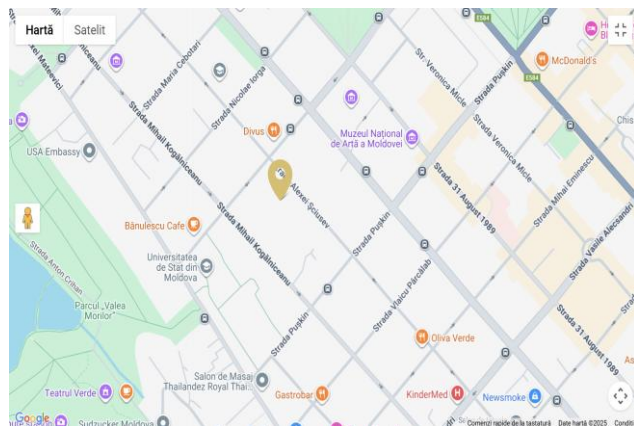 Hartă
Satelit
E584
McDonald's
Strada Maria Cebotari
Strada Nicolae Iorga
Str. Veronica Micle
Strada Pușkin
E584
Divus
Muzeul Național
de Artă a Moldovei
Strada Veronica Micle
USA Embassy
Strada Mihail Kogălniceanu
Alexei Șciusev
Strada 31 August 1989
Strada Mihai Eminescu
Bănulescu Cafe
Strada Mihail Kogălniceanu
Strada Pușkin
Strada Vasile Alecsandri
Universitatea
de Stat din
Moldova
Strada Anton Crihan
Strada Vlaicu Pârcălab
Parcul „Valea
Morilor"
Strada Pușkin
Oliva Verde
Strada 31 August 1989
Salon de Masaj
Thailandez Royal Thai...
Teatrul Verde
Gastrobar
KinderMed
Newsmoke
Google
Sudzucker Moldova
Comenzi rapide de la tastatură
Date hartă ©2025